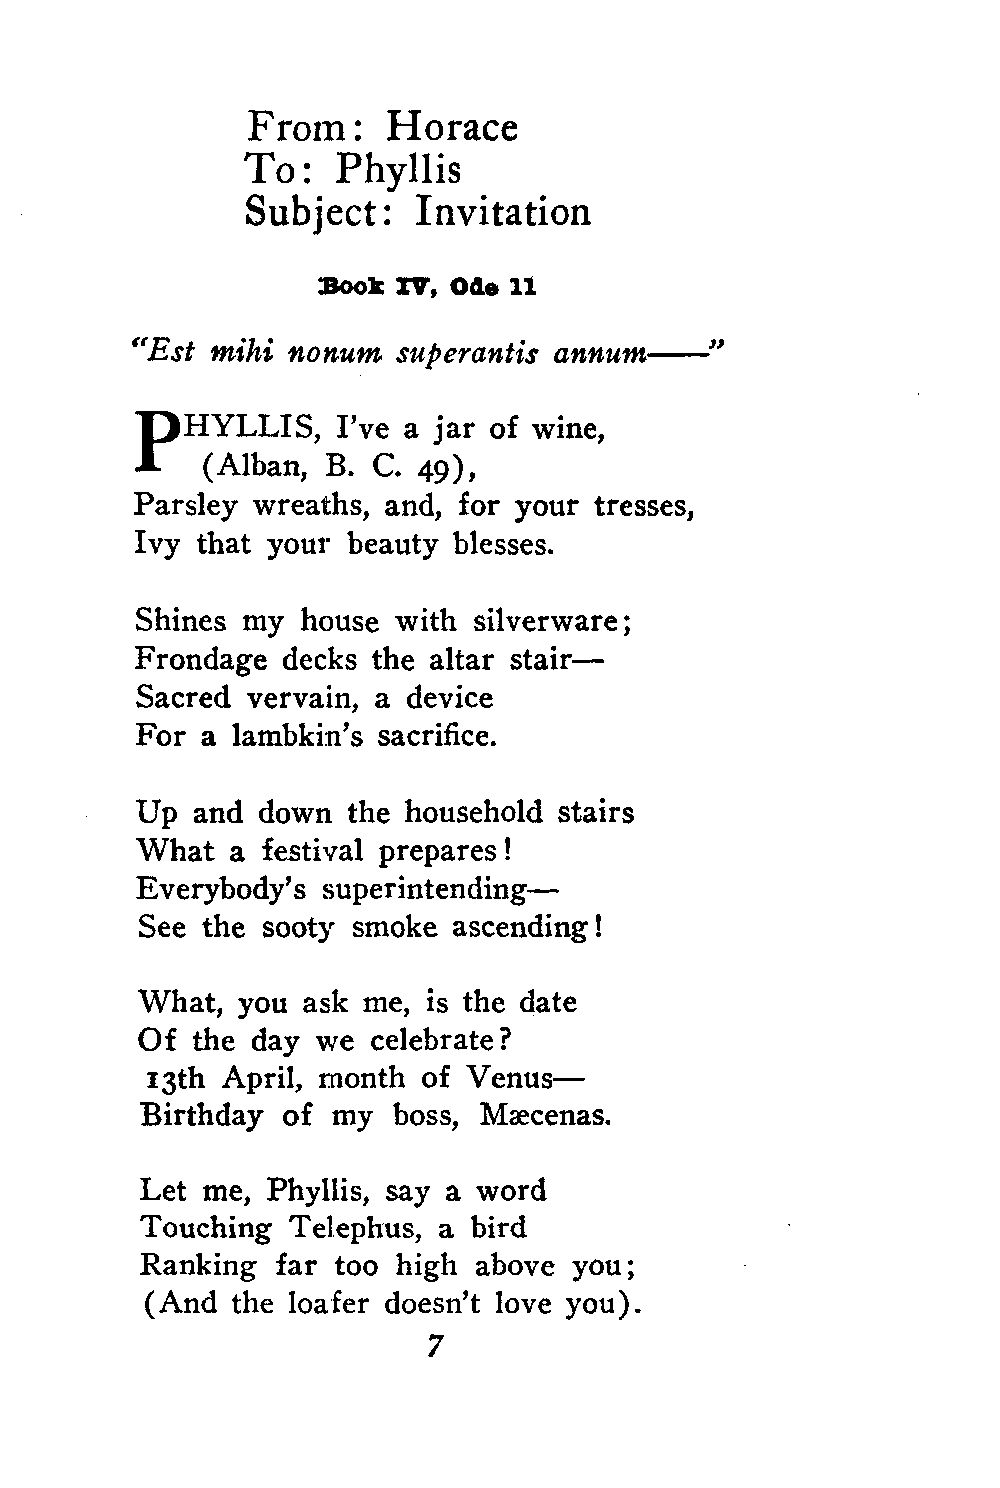 From: Horace
To: Phyllis
Subject: Invitation
Book IV, Ode 11
"Est mihi nonum superantis annum——"
PHYLLIS, I've a jar of wine,
(Alban, B. C. 49),
Parsley wreaths, and, for your tresses,
Ivy that your beauty blesses.
Shines my house with silverware;
Frondage decks the altar stair—
Sacred vervain, a device
For a lambkin's sacrifice.
Up and down the household stairs
What a festival prepares!
Everybody's superintending—
See the sooty smoke ascending!
What, you ask me, is the date
Of the day we celebrate?
13th April, month of Venus—
Birthday of my boss, Mæcenas.
Let me, Phyllis, say a word
Touching Telephus, a bird
Ranking far too high above you;
(And the loafer doesn't love you).
7